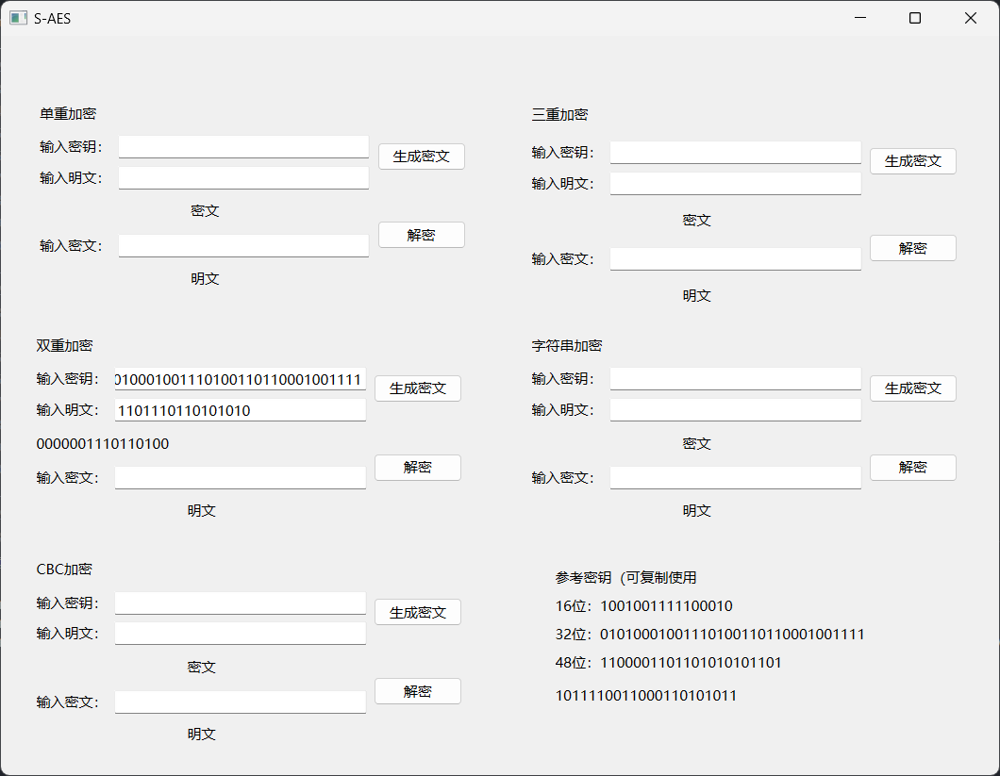 S-AES
单重加密
输入密钥：
生成密文
输入明文：
密文
解密
输入密文：
明文
三重加密
输入密钥：
生成密文
输入明文：
密文
解密
输入密文：
明文
双重加密
输入密钥： 0100010011101001101100010011111
生成密文
输入明文： 1101110110101010
0000001110110100
解密
输入密文：
明文
字符串加密
输入密钥：
生成密文
输入明文：
密文
解密
输入密文：
明文
CBC加密
输入密钥：
生成密文
输入明文：
密文
解密
输入密文：
明文
参考密钥（可复制使用
16位：1001001111100010
32位：01010001001110100110110001001111
48位：1100001101101010101101
1011110011000110101011